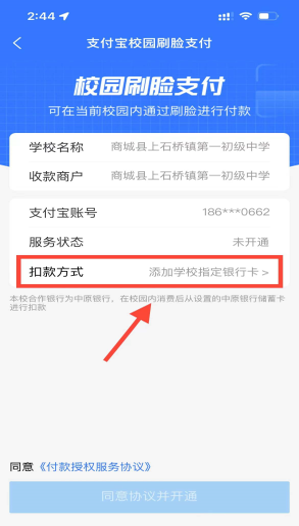 2:44
支付宝校园刷脸支付
校园刷脸支付
可在当前校园内通过刷脸进行付款
学校名称 商城县上石桥镇第一初级中学
收款商户 商城县上石桥镇第一初级中学
支付宝账号 186***0662
服务状态 未开通
扣款方式 添加学校指定银行卡 >
本校合作银行为中原银行，在校园内消费后从设置的中原银行储蓄卡
进行扣款
同意《付款授权服务协议》
同意协议并开通